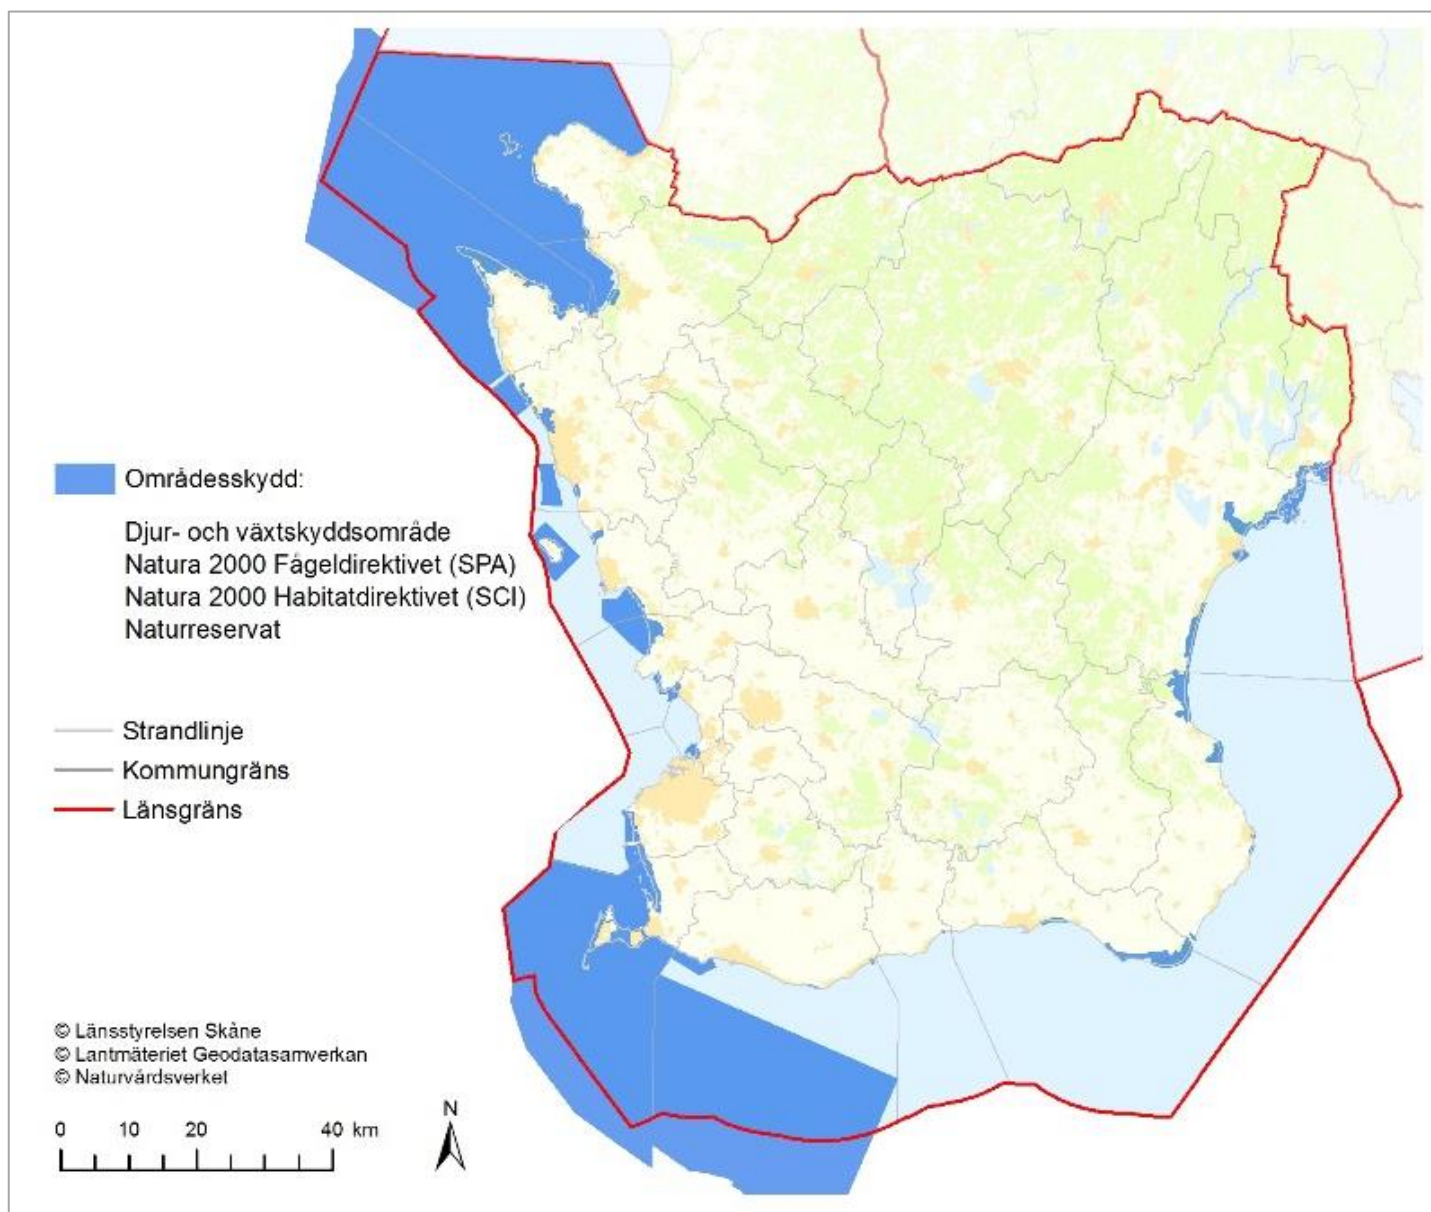 Områdesskydd:
Djur- och växtskyddsområde
Natura 2000 Fågeldirektivet (SPA)
Natura 2000 Habitatdirektivet (SCI)
Naturreservat
Strandlinje
Kommungräns
Länsgräns
© Länsstyrelsen Skåne
© Lantmäteriet Geodatasamverkan
© Naturvårdsverket
N
0 10 20 40 km